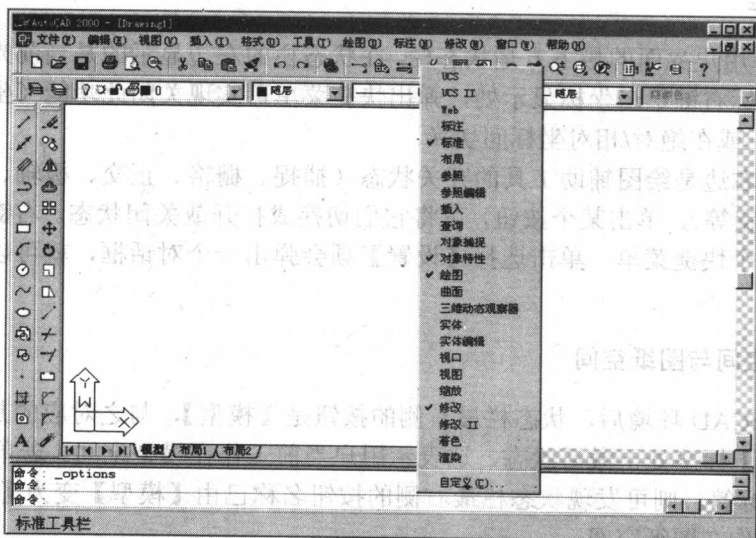 AutoCAD 2000 - [Drawing1]
文件(F) 编辑(E) 视图(V) 插入(I) 格式(O) 工具(T) 绘图(D) 标注(N) 修改(M) 窗口(W) 帮助(H)
0 随层 随层
UCS
UCS II
Web
标注
标准
布局
参照
参照编辑
插入
查询
对象捕捉
对象特性
绘图
曲面
三维动态观察器
实体
实体编辑
视口
视图
缩放
修改
修改 II
着色
渲染
自定义(C)...
Y
W
X
模型 布局1 布局2
命令: _options
命令:
命令:
标准工具栏